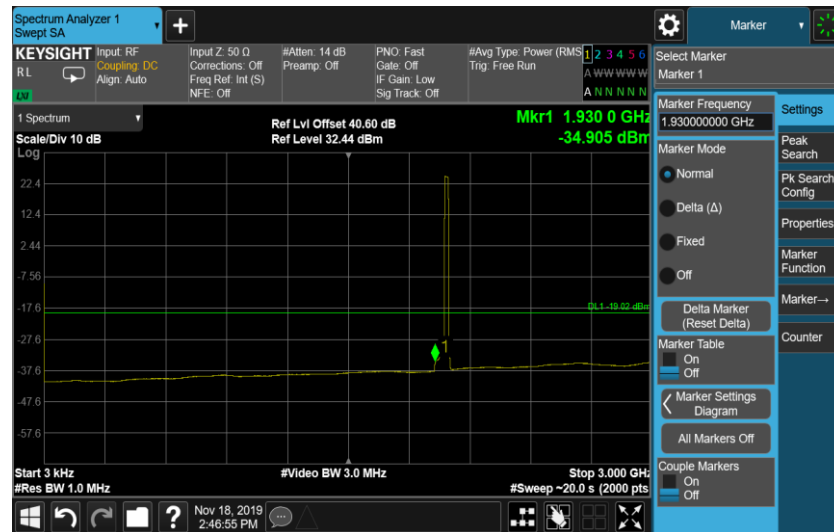 Spectrum Analyzer 1
Swept SA
+
Marker
KEYSIGHT
RL
LXI
Input: RF
Coupling: DC
Align: Auto
Input Z: 50 Ω
Corrections: Off
Freq Ref: Int (S)
NFE: Off
#Atten: 14 dB
Preamp: Off
PNO: Fast
Gate: Off
IF Gain: Low
Sig Track: Off
#Avg Type: Power (RMS
Trig: Free Run
1 2 3 4 5 6
A W W W W W
A N N N N N
Select Marker
Marker 1
1 Spectrum
Scale/Div 10 dB
Log
Ref Lvl Offset 40.60 dB
Ref Level 32.44 dBm
Mkr1 1.930 0 GHz
-34.905 dBm
22.4
12.4
2.44
-7.56
-17.6
-27.6
-37.6
-47.6
-57.6
DL1 -19.02 dBm
1
Start 3 kHz
#Res BW 1.0 MHz
#Video BW 3.0 MHz
Stop 3.000 GHz
#Sweep ~20.0 s (2000 pts
Marker Frequency
1.930000000 GHz
Marker Mode
Normal
Delta (Δ)
Fixed
Off
Delta Marker
(Reset Delta)
Marker Table
On
Off
Marker Settings
Diagram
All Markers Off
Couple Markers
On
Off
Settings
Peak
Search
Pk Search
Config
Properties
Marker
Function
Marker→
Counter
?
Nov 18, 2019
2:46:55 PM